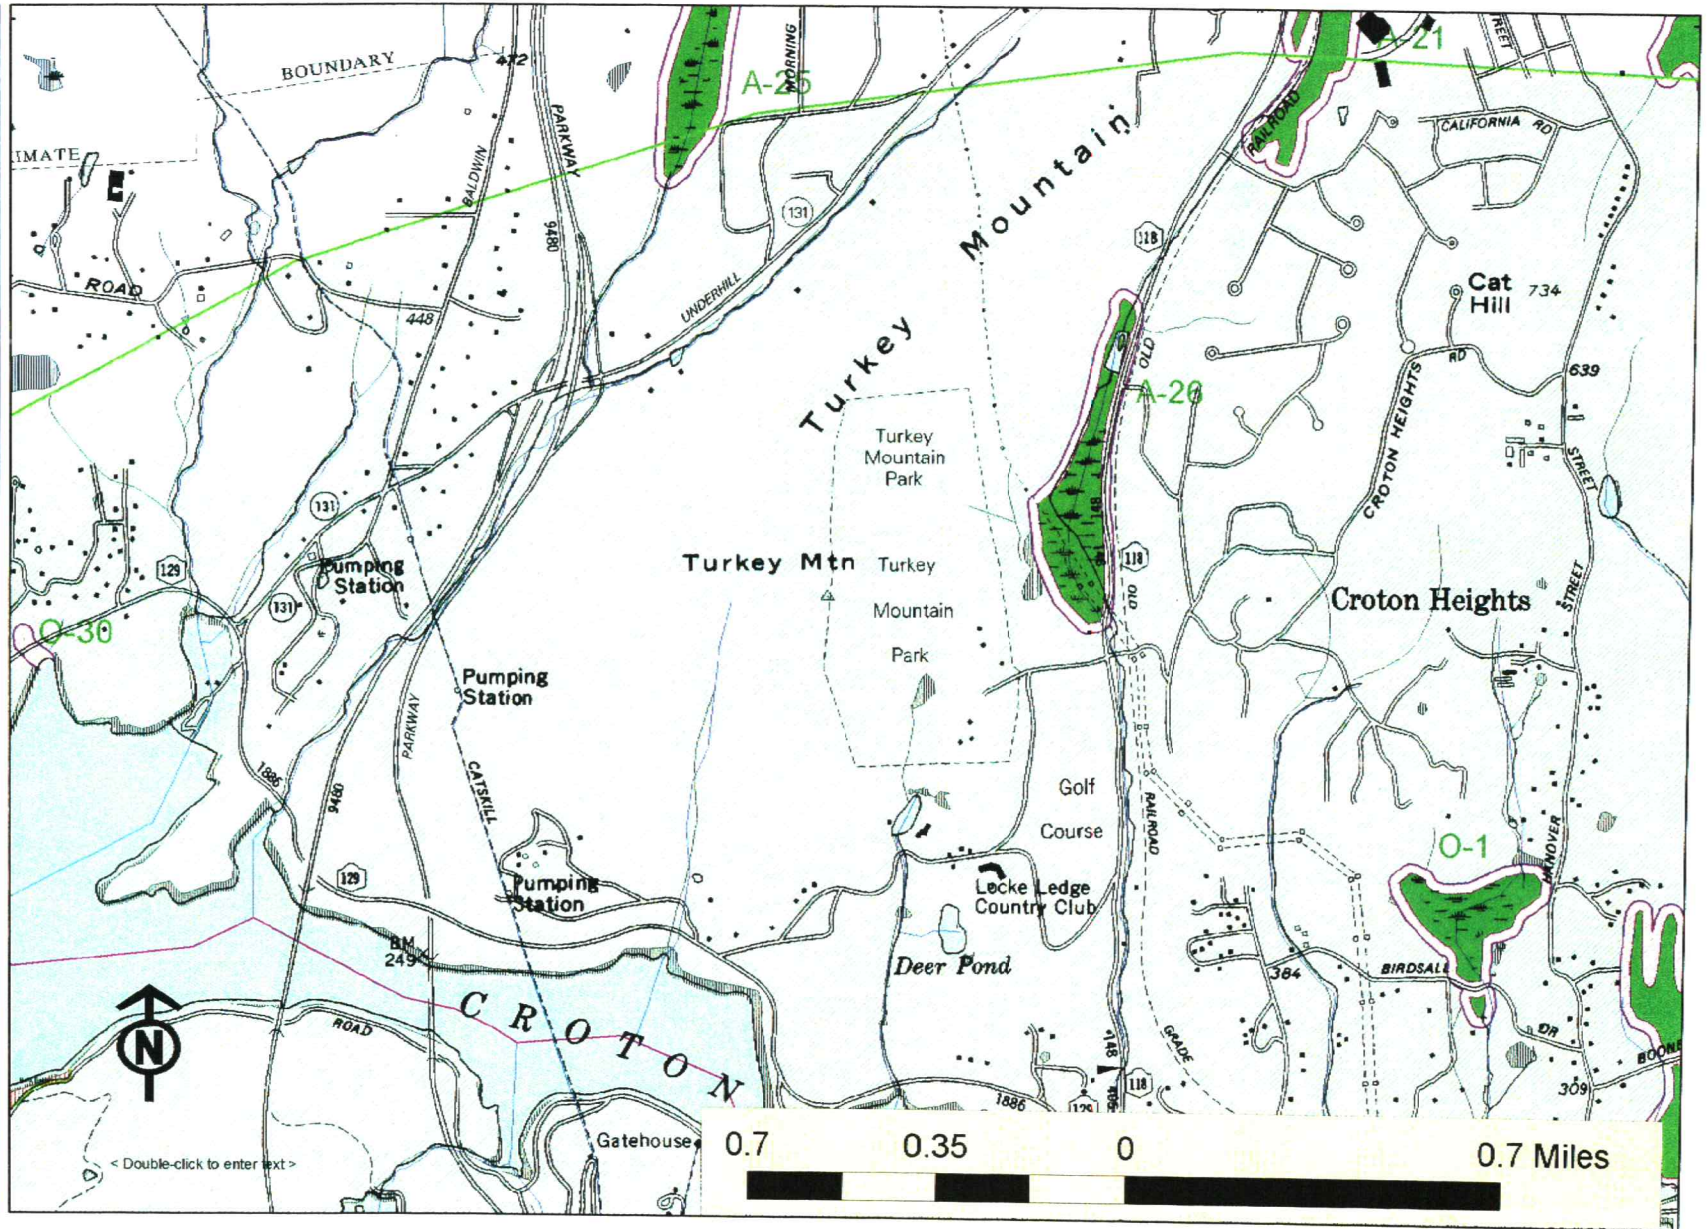 MORNING
STREET
A-21
472
BOUNDARY
A-25
PARKWAY
RAILROAD
CALIFORNIA RD
IMATE
BALDWIN
131
9480
118
Turkey Mountain
ROAD
UNDERHILL
Cat
Hill 734
448
OLD
RD
639
A-26
CROTON HEIGHTS
Turkey
Mountain
Park
STREET
131
148
129
Pumping
Station
Turkey Mtn
Turkey
Mountain
Park
118
OLD
131
Croton Heights
STREET
O-30
Pumping
Station
PARKWAY
1886
CATSKILL
9480
Golf
Course
RAILROAD
HANOVER
O-1
129
Pumping
Station
Locke Ledge
Country Club
BM
249
Deer Pond
384
BIRDSALL
CROTON
ROAD
DR
GRADE
148
BOONE
118
309
1886
129
Gatehouse
N
< Double-click to enter text >
0.7 0.35 0 0.7 Miles